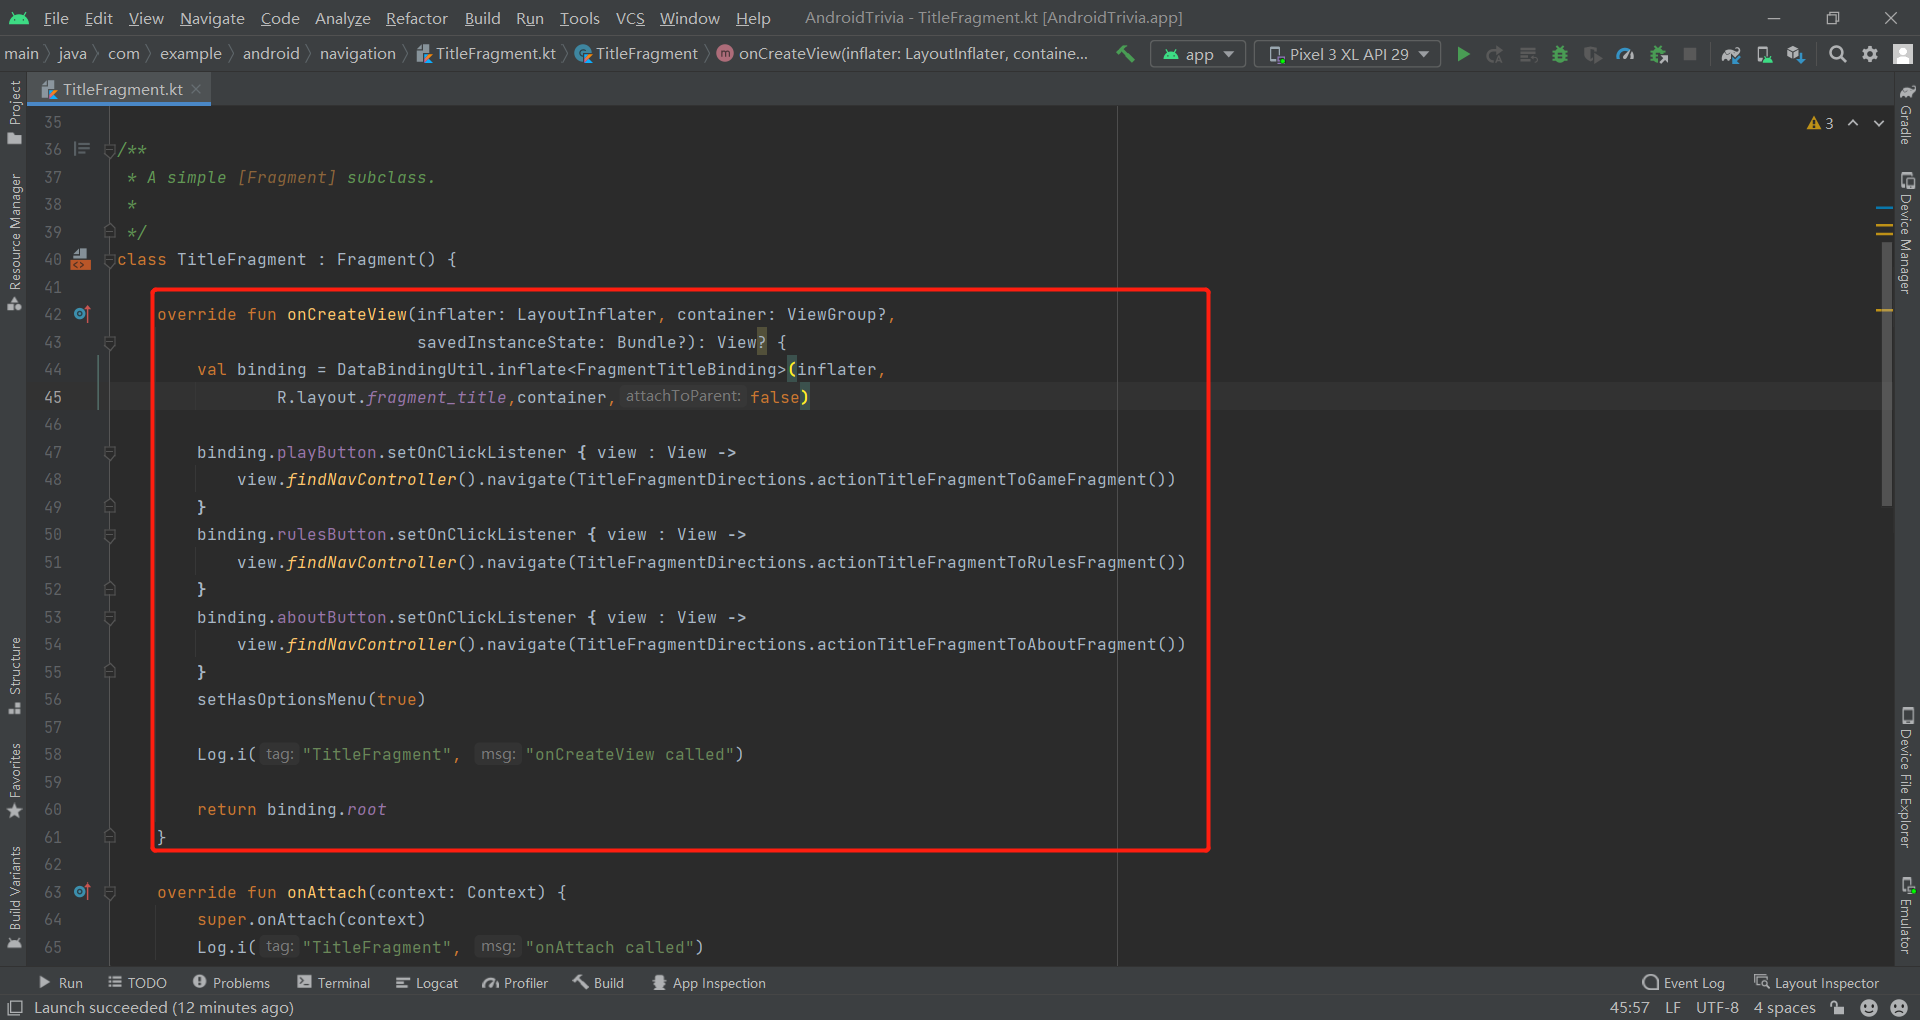 File Edit View Navigate Code Analyze Refactor Build Run Tools VCS Window Help AndroidTrivia - TitleFragment.kt [AndroidTrivia.app]
main java com example android navigation TitleFragment.kt TitleFragment m onCreateView(inflater: LayoutInflater, containe... app Pixel 3 XL API 29
TitleFragment.kt
Project
Resource Manager
Structure
Favorites
Build Variants
35
36 /**
37 * A simple [Fragment] subclass.
38 *
39 */
40 class TitleFragment : Fragment() {
41
42 override fun onCreateView(inflater: LayoutInflater, container: ViewGroup?,
43 savedInstanceState: Bundle?): View? {
44 val binding = DataBindingUtil.inflate<FragmentTitleBinding>(inflater,
45 R.layout.fragment_title,container, attachToParent: false)
46
47 binding.playButton.setOnClickListener { view : View ->
48 view.findNavController().navigate(TitleFragmentDirections.actionTitleFragmentToGameFragment())
49 }
50 binding.rulesButton.setOnClickListener { view : View ->
51 view.findNavController().navigate(TitleFragmentDirections.actionTitleFragmentToRulesFragment())
52 }
53 binding.aboutButton.setOnClickListener { view : View ->
54 view.findNavController().navigate(TitleFragmentDirections.actionTitleFragmentToAboutFragment())
55 }
56 setHasOptionsMenu(true)
57
58 Log.i( tag: "TitleFragment", msg: "onCreateView called")
59
60 return binding.root
61 }
62
63 override fun onAttach(context: Context) {
64 super.onAttach(context)
65 Log.i( tag: "TitleFragment", msg: "onAttach called")
3
Gradle
Device Manager
Device File Explorer
Emulator
Run TODO Problems Terminal Logcat Profiler Build App Inspection Event Log Layout Inspector
Launch succeeded (12 minutes ago) 45:57 LF UTF-8 4 spaces